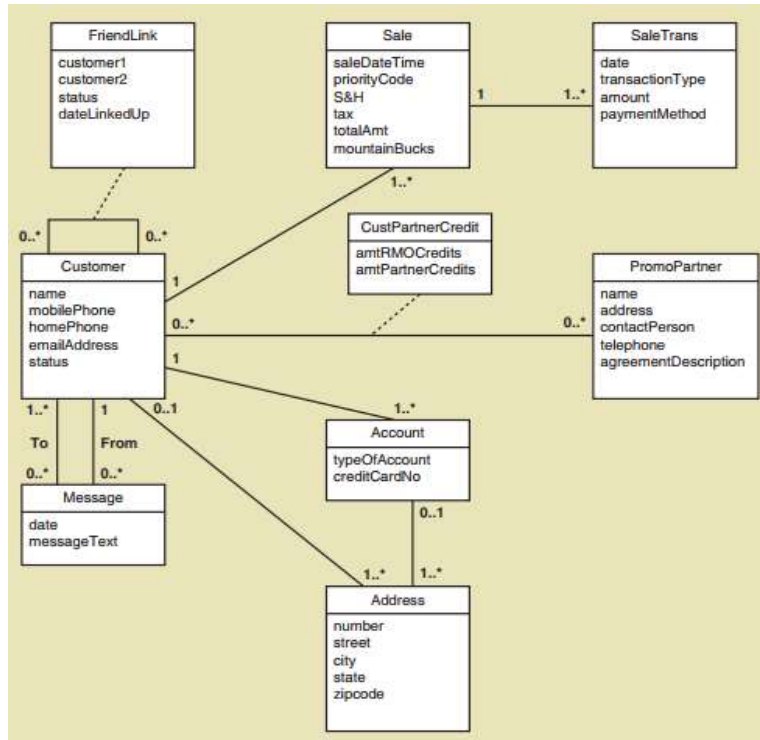 FriendLink
customer1
customer2
status
dateLinkedUp
Sale
saleDateTime
priorityCode
S&H
tax
totalAmt
mountainBucks
SaleTrans
date
transactionType
amount
paymentMethod
1
1..*
1..*
0..*
0..*
CustPartnerCredit
amtRMOCredits
amtPartnerCredits
Customer
name
mobilePhone
homePhone
emailAddress
status
1
0..*
0..*
1
PromoPartner
name
address
contactPerson
telephone
agreementDescription
1..*
1
0..1
To
From
0..*
0..*
1..*
Account
typeOfAccount
creditCardNo
Message
date
messageText
0..1
1..*
1..*
Address
number
street
city
state
zipcode